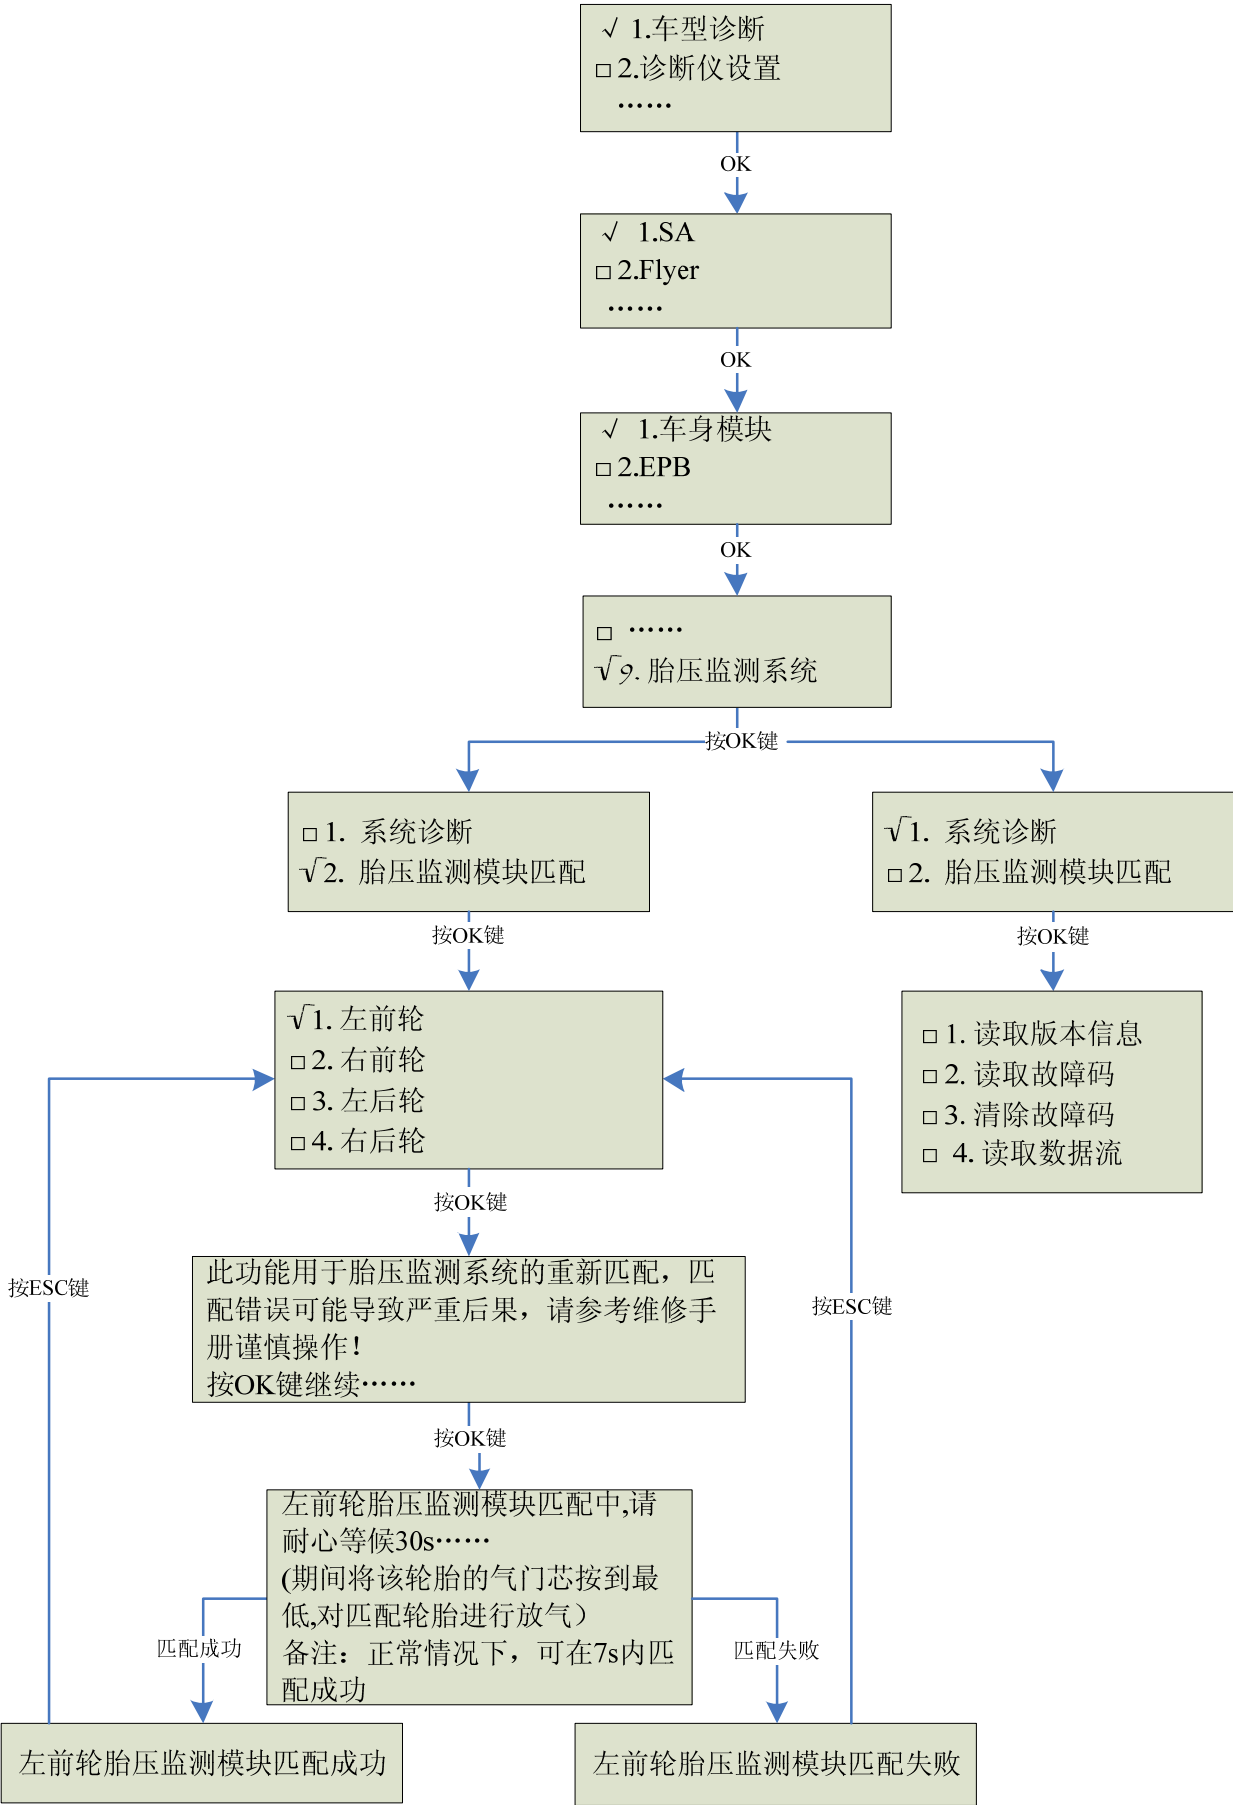 √ 1.车型诊断
□ 2.诊断仪设置
……
OK
√ 1.SA
□ 2.Flyer
……
OK
√ 1.车身模块
□ 2.EPB
……
OK
□ ……
√9. 胎压监测系统
按OK键
□ 1. 系统诊断
√2. 胎压监测模块匹配
√1. 系统诊断
□ 2. 胎压监测模块匹配
按OK键
按OK键
√1. 左前轮
□ 2. 右前轮
□ 3. 左后轮
□ 4. 右后轮
□ 1. 读取版本信息
□ 2. 读取故障码
□ 3. 清除故障码
□ 4. 读取数据流
按OK键
此功能用于胎压监测系统的重新匹配，匹
配错误可能导致严重后果，请参考维修手
册谨慎操作！
按OK键继续……
按ESC键
按ESC键
按OK键
左前轮胎压监测模块匹配中,请
耐心等候30s……
(期间将该轮胎的气门芯按到最
低,对匹配轮胎进行放气）
备注：正常情况下，可在7s内匹
配成功
匹配成功
匹配失败
左前轮胎压监测模块匹配成功
左前轮胎压监测模块匹配失败